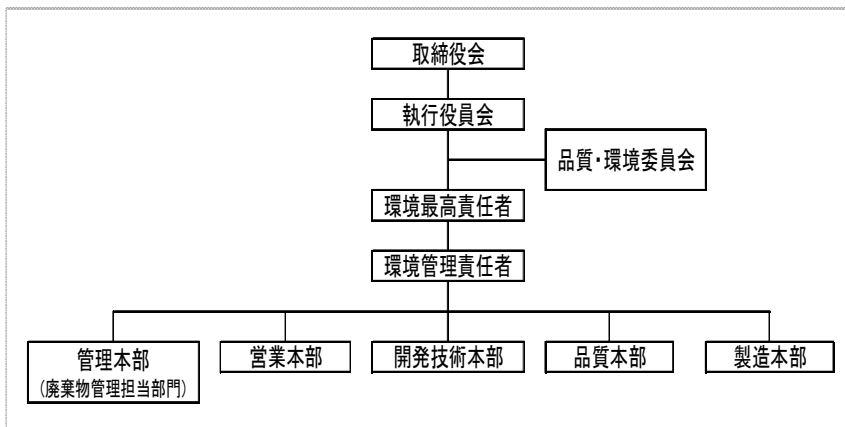 取締役会
執行役員会
品質・環境委員会
環境最高責任者
環境管理責任者
管理本部
(廃棄物管理担当部門)
営業本部
開発技術本部
品質本部
製造本部